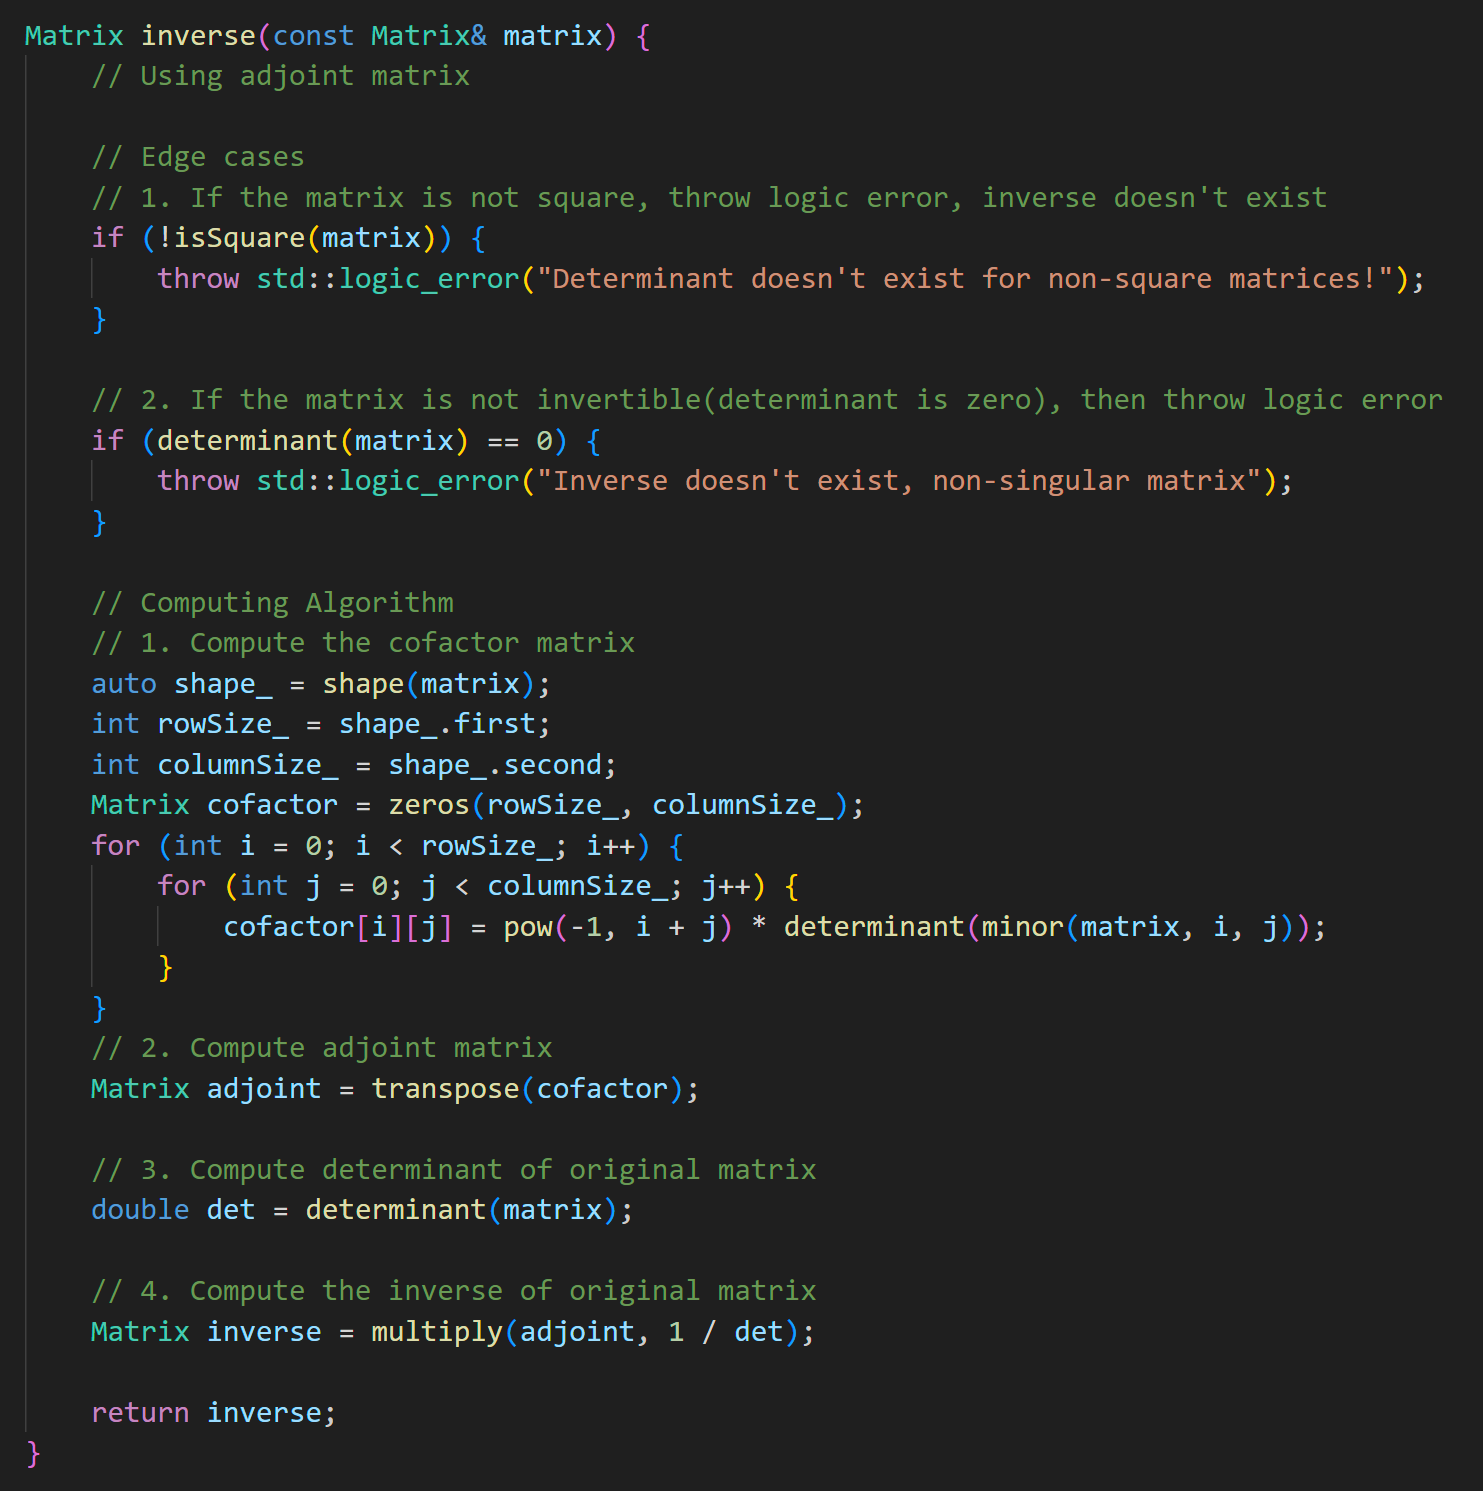 Matrix inverse(const Matrix& matrix) {
    // Using adjoint matrix

    // Edge cases
    // 1. If the matrix is not square, throw logic error, inverse doesn't exist
    if (!isSquare(matrix)) {
        throw std::logic_error("Determinant doesn't exist for non-square matrices!");
    }

    // 2. If the matrix is not invertible(determinant is zero), then throw logic error
    if (determinant(matrix) == 0) {
        throw std::logic_error("Inverse doesn't exist, non-singular matrix");
    }

    // Computing Algorithm
    // 1. Compute the cofactor matrix
    auto shape_ = shape(matrix);
    int rowSize_ = shape_.first;
    int columnSize_ = shape_.second;
    Matrix cofactor = zeros(rowSize_, columnSize_);
    for (int i = 0; i < rowSize_; i++) {
        for (int j = 0; j < columnSize_; j++) {
            cofactor[i][j] = pow(-1, i + j) * determinant(minor(matrix, i, j));
        }
    }
    // 2. Compute adjoint matrix
    Matrix adjoint = transpose(cofactor);

    // 3. Compute determinant of original matrix
    double det = determinant(matrix);

    // 4. Compute the inverse of original matrix
    Matrix inverse = multiply(adjoint, 1 / det);

    return inverse;
}